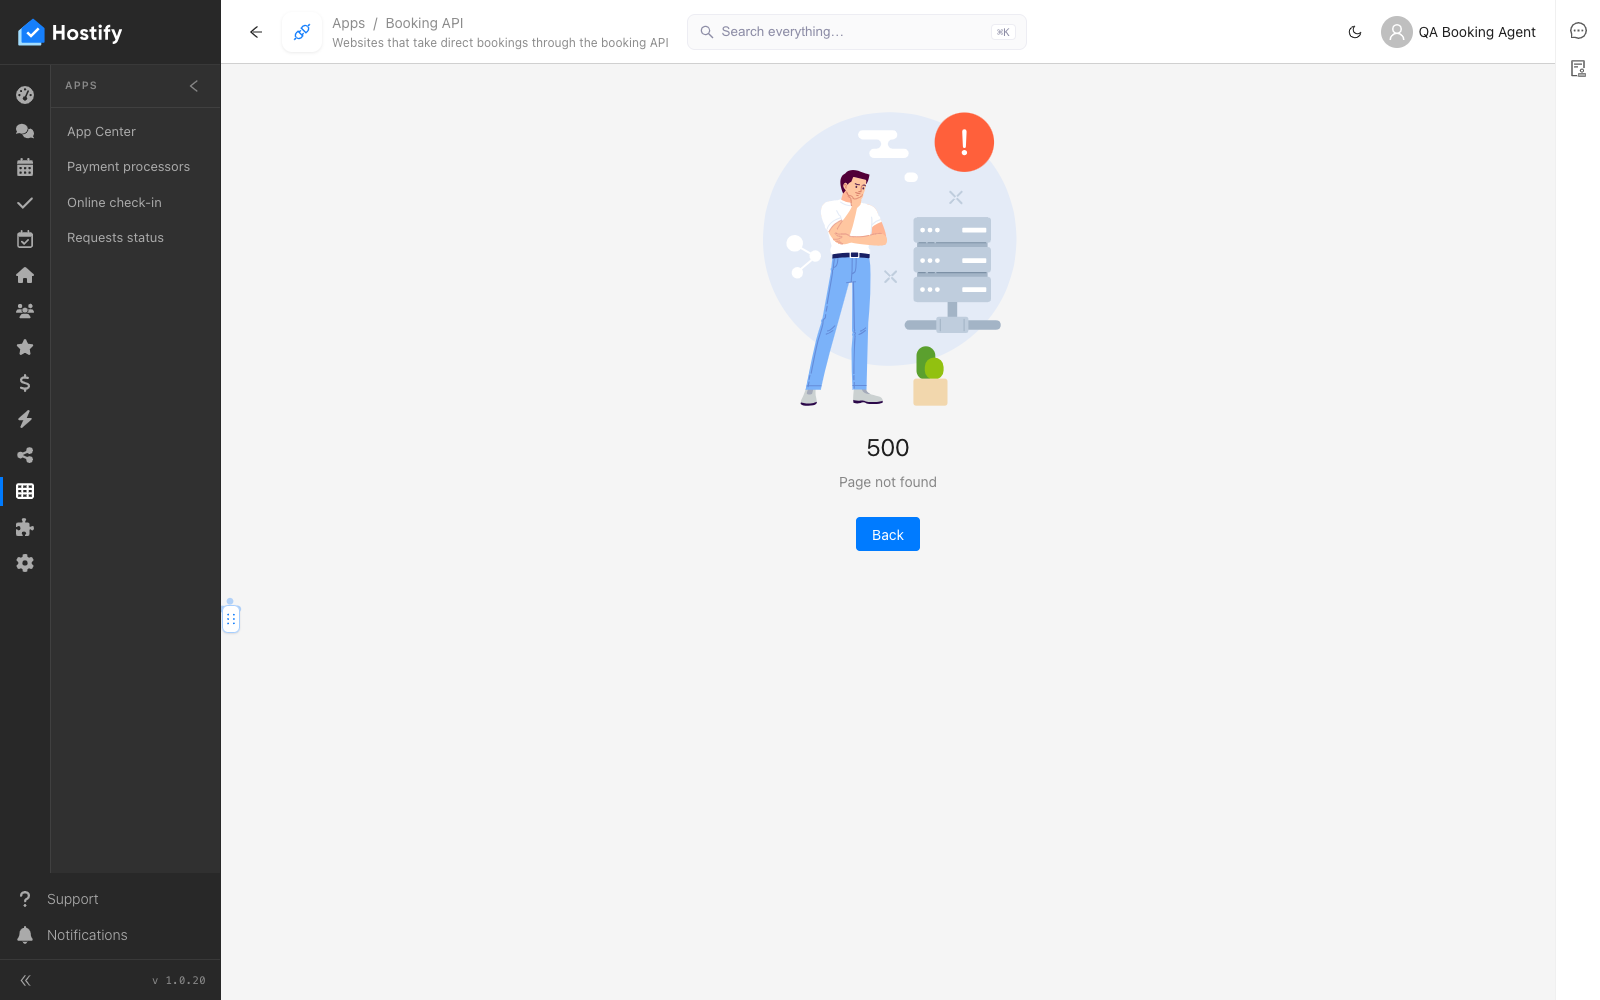 Hostify
APPS
App Center
Payment processors
Online check-in
Requests status
Support
Notifications
v 1.0.20
Apps / Booking API
Websites that take direct bookings through the booking API
Search everything...
⌘K
QA Booking Agent
!
500
Page not found
Back